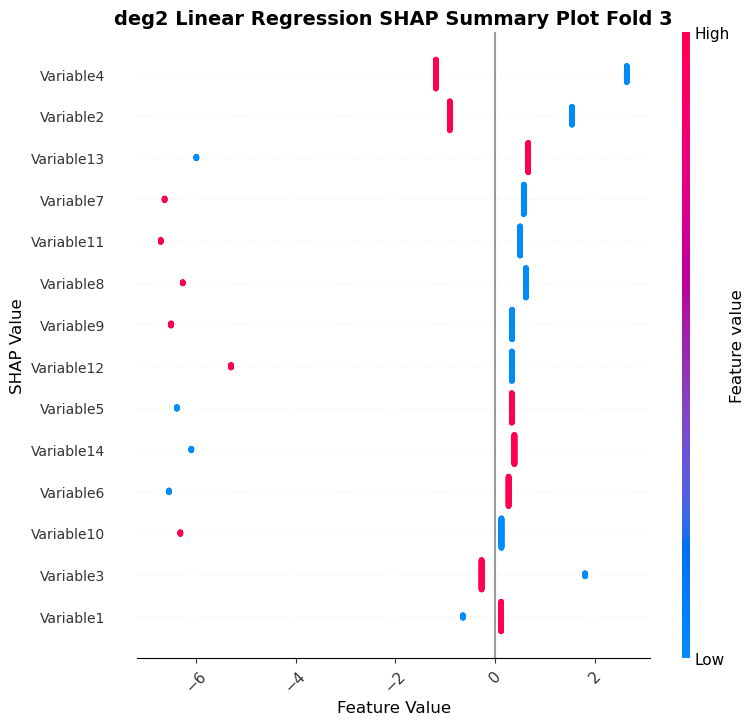 deg2 Linear Regression SHAP Summary Plot Fold 3
High
Variable4
Variable2
Variable13
Variable7
Variable11
Variable8
Variable9
Variable12
Variable5
Variable14
Variable6
Variable10
Variable3
Variable1
SHAP Value
Feature value
Low
−6 −4 −2 0 2
Feature Value